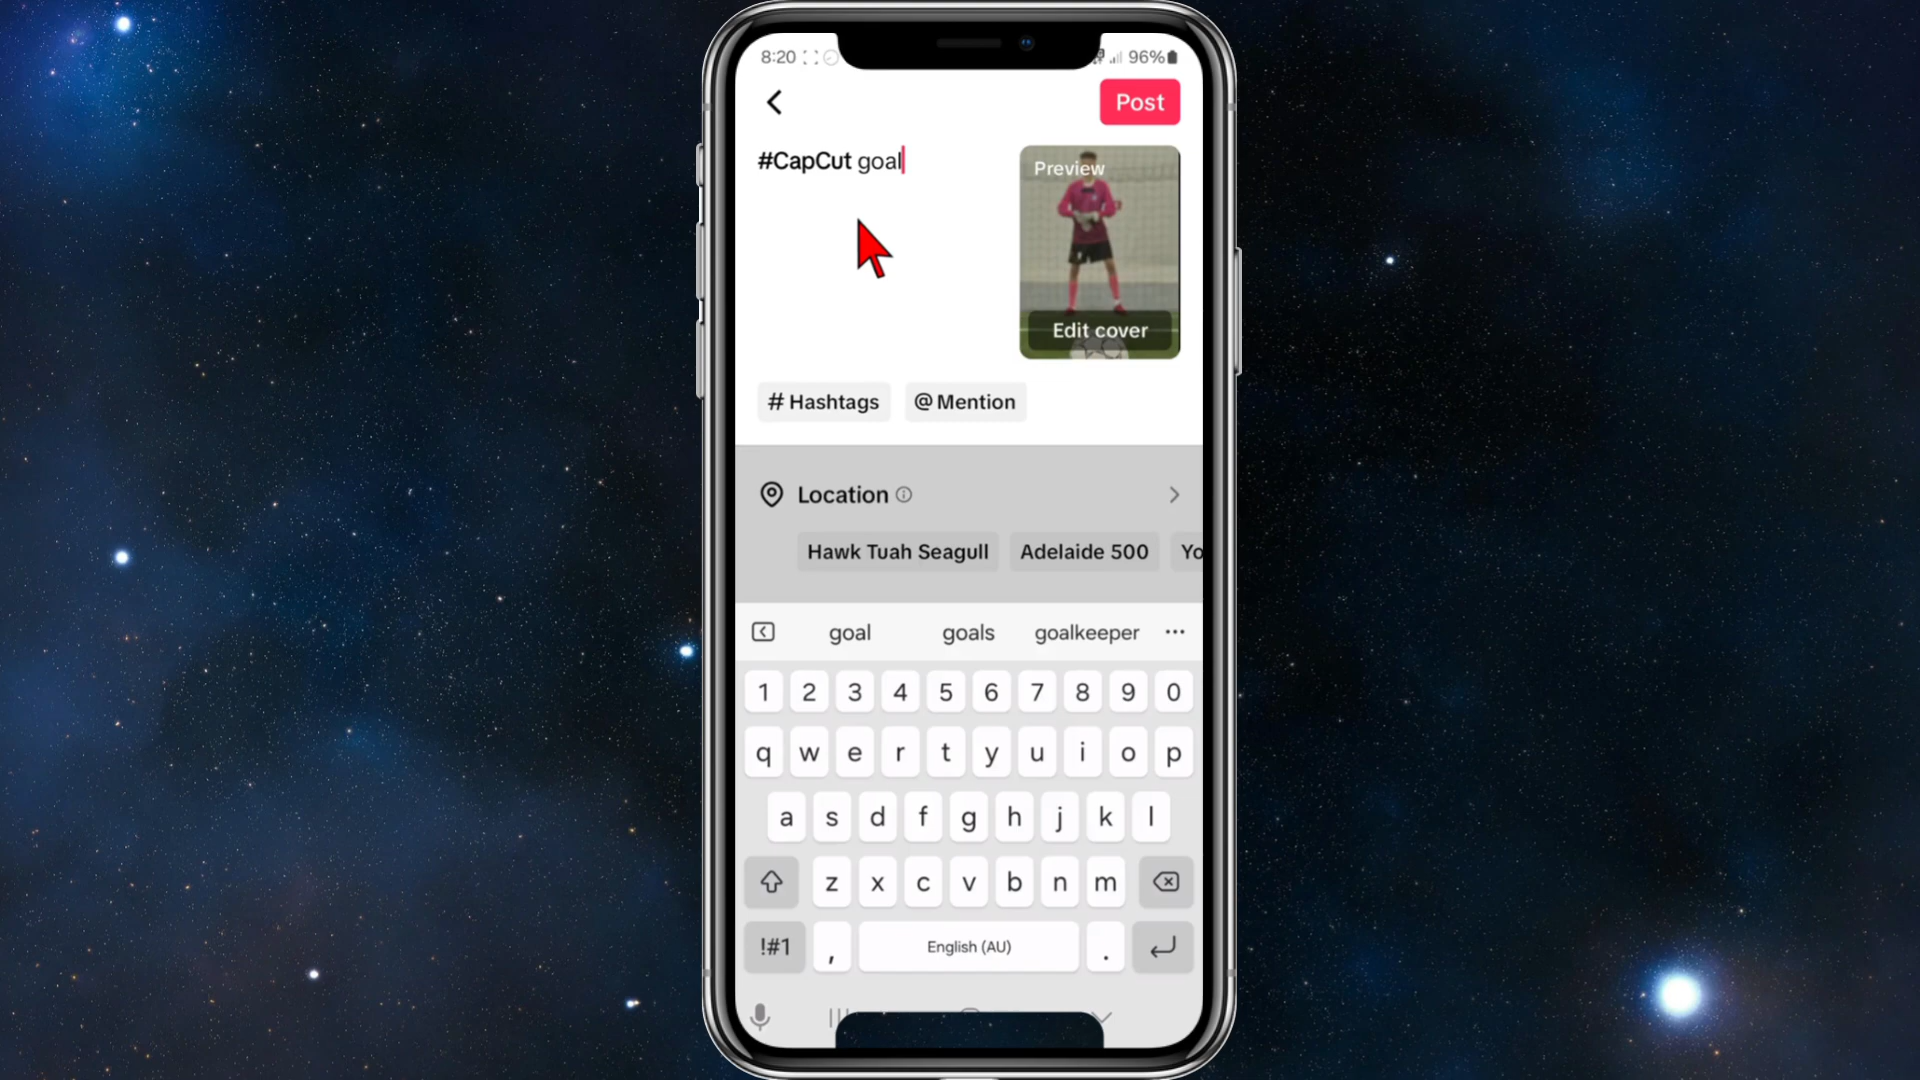 8:20 96%
Post
#CapCut goal
Preview
Edit cover
# Hashtags @ Mention
Location
Hawk Tuah Seagull Adelaide 500 Yo
goal goals goalkeeper ...
1 2 3 4 5 6 7 8 9 0
q w e r t y u i o p
a s d f g h j k l
z x c v b n m
!#1 , English (AU) .